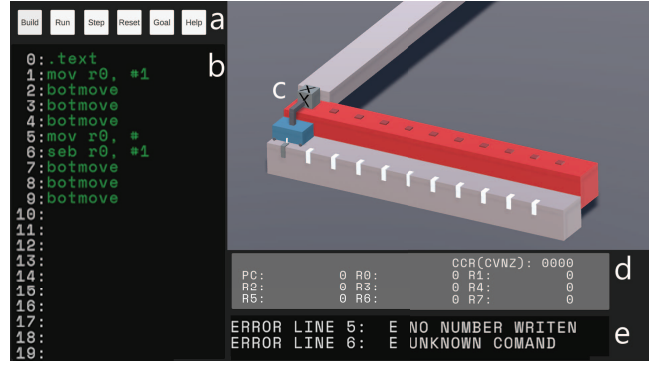 Build Run Step Reset Goal Help a
b
0:.text
1:mov r0, #1
2:botmove
3:botmove
4:botmove
5:mov r0, #
6:seb r0, #1
7:botmove
8:botmove
9:botmove
10:
11:
12:
13:
14:
15:
16:
17:
18:
19:
c
d
CCR(CVNZ): 0000
PC: 0 R0: 0 R1: 0
R2: 0 R3: 0 R4: 0
R5: 0 R6: 0 R7: 0
e
ERROR LINE 5: E NO NUMBER WRITEN
ERROR LINE 6: E UNKNOWN COMAND